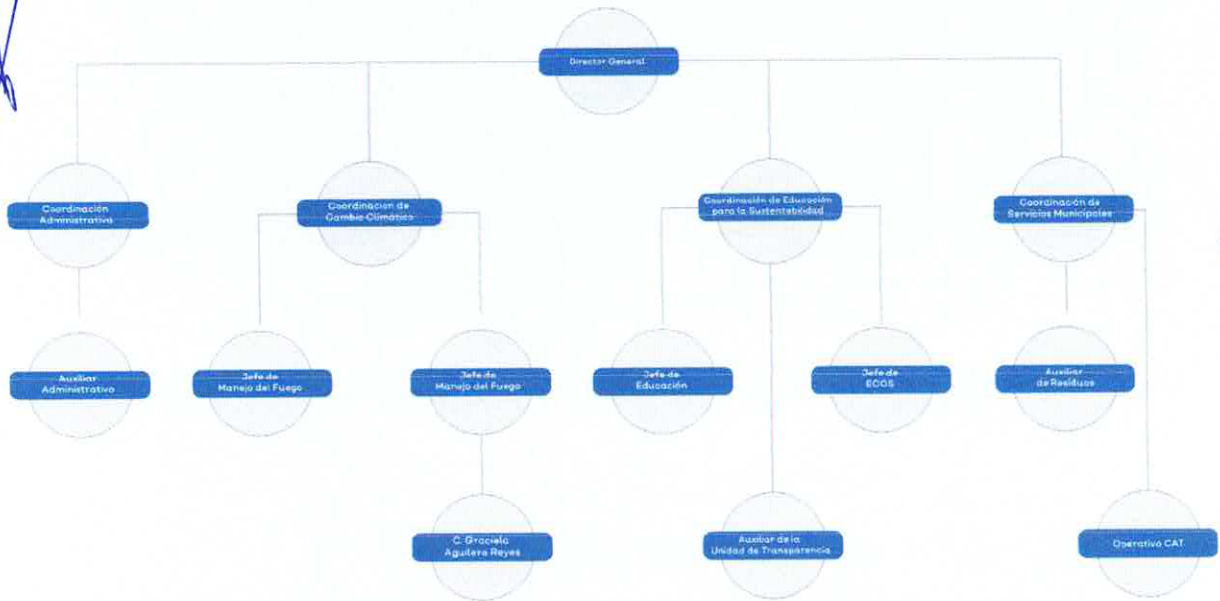 Director General
Coordinación
Administrativa
Coordinación de
Cambio Climático
Coordinación de Educación
para la Sustentabilidad
Coordinación de
Servicios Municipales
Auxiliar
Administrativo
Jefe de
Manejo del Fuego
Jefe de
Manejo del Fuego
Jefe de
Educación
Jefe de
ECOS
Auxiliar
de Residuos
C. Graciela
Aguilera Reyes
Auxiliar de la
Unidad de Transparencia
Operativo CAT